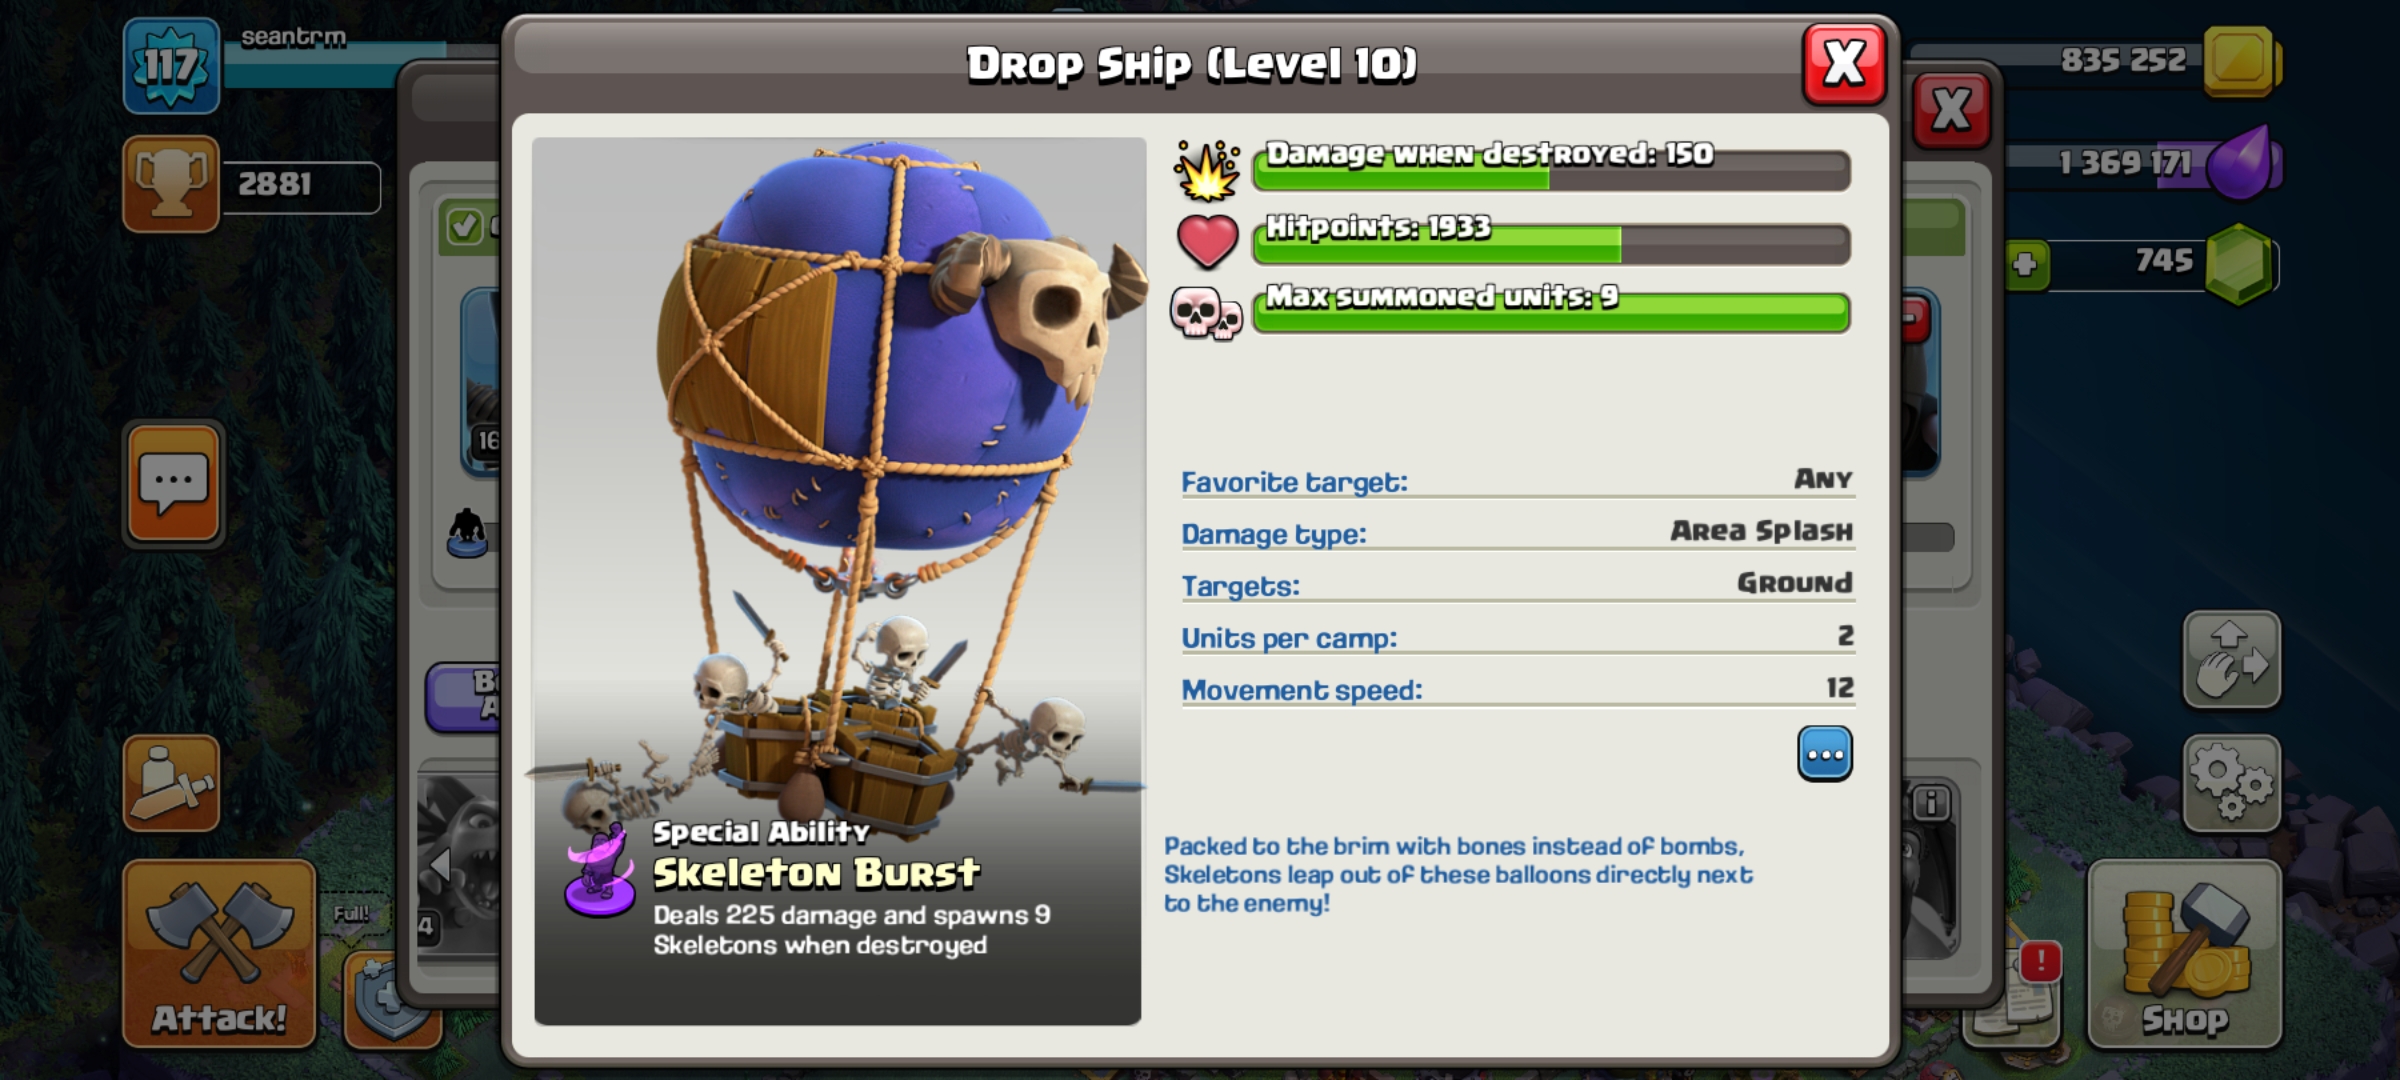 117
seantrm
Drop Ship (Level 10)
X
835 252
X
2881
Damage when destroyed: 150
1 369 171
Hitpoints: 1933
745
Max summoned units: 9
16
Favorite target: Any
Damage type: Area Splash
Targets: Ground
Units per camp: 2
Movement speed: 12
Special Ability
Skeleton Burst
Deals 225 damage and spawns 9
Skeletons when destroyed
Packed to the brim with bones instead of bombs,
Skeletons leap out of these balloons directly next
to the enemy!
i
4
Full!
!
Attack!
Shop